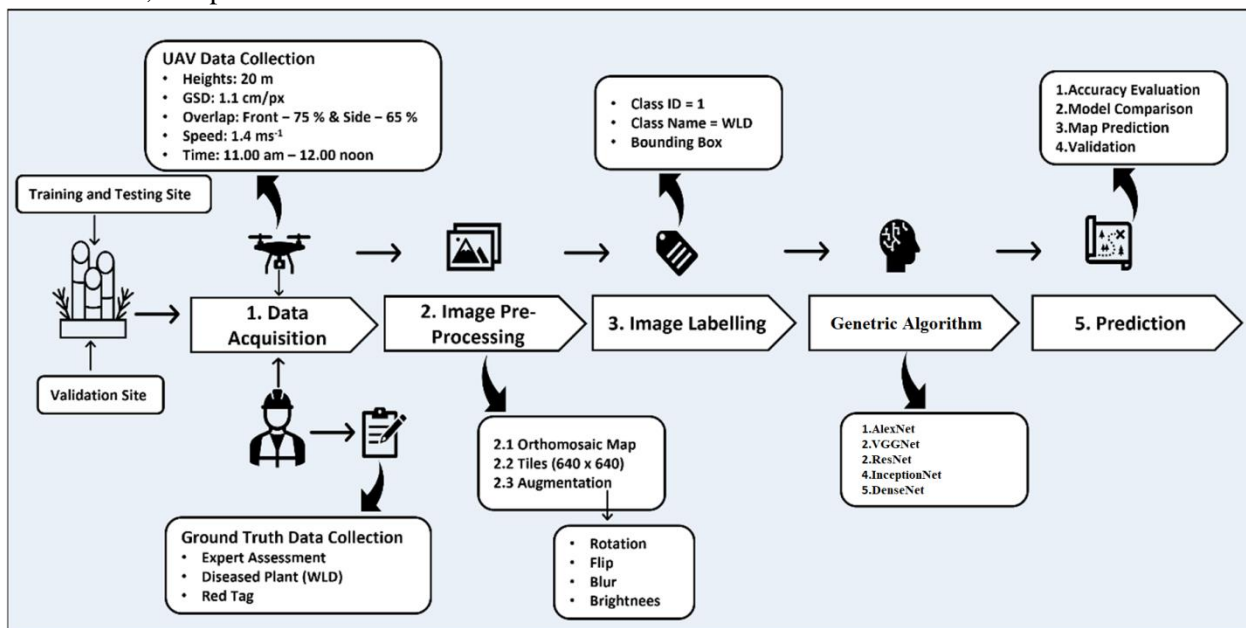 UAV Data Collection
• Heights: 20 m
• GSD: 1.1 cm/px
• Overlap: Front – 75 % & Side – 65 %
• Speed: 1.4 ms⁻¹
• Time: 11.00 am – 12.00 noon
• Class ID = 1
• Class Name = WLD
• Bounding Box
1.Accuracy Evaluation
2.Model Comparison
3.Map Prediction
4.Validation
Training and Testing Site
1. Data
Acquisition
2. Image Pre-
Processing
3. Image Labelling
Genetric Algorithm
5. Prediction
Validation Site
2.1 Orthomosaic Map
2.2 Tiles (640 x 640)
2.3 Augmentation
1.AlexNet
2.VGGNet
2.ResNet
4.InceptionNet
5.DenseNet
Ground Truth Data Collection
• Expert Assessment
• Diseased Plant (WLD)
• Red Tag
• Rotation
• Flip
• Blur
• Brightnees